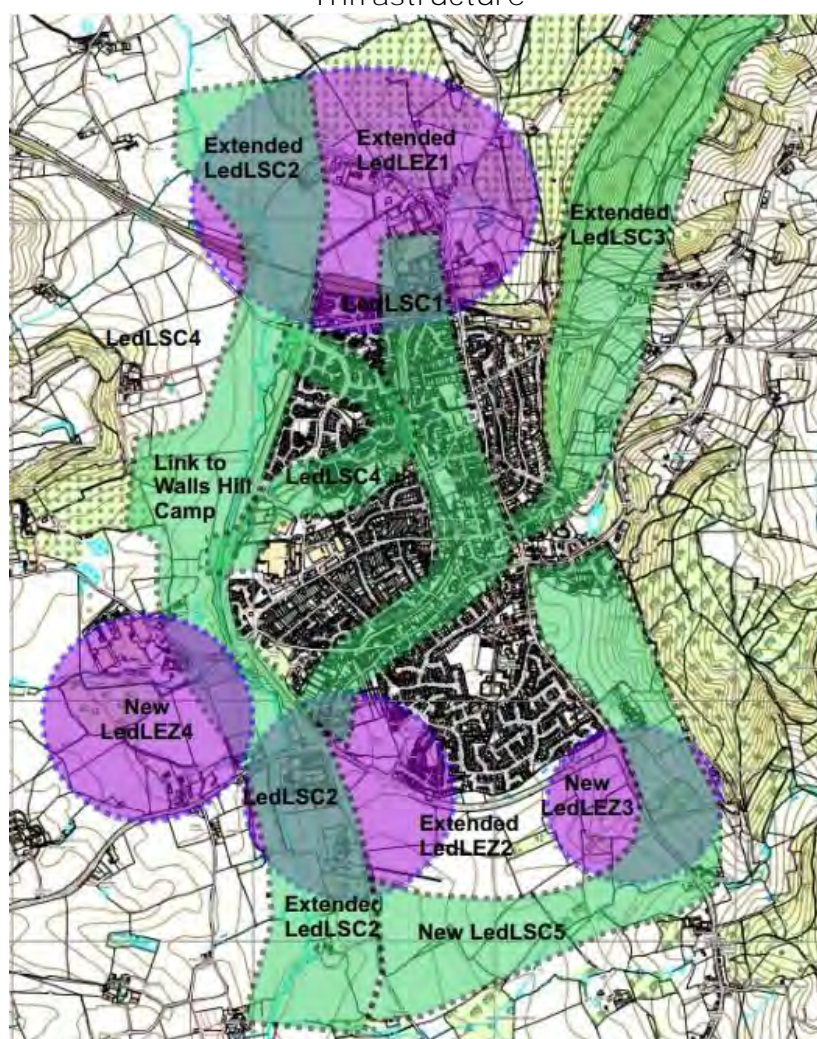 Infrastructure
Extended
LedLSC2
Extended
LedLEZ1
Extended
LedLSC3
LedLSC1
LedLSC4
Link to
Walls Hill
Camp
LedLSC4
New
LedLEZ4
LedLSC2
New
LedLEZ3
Extended
LedLEZ2
Extended
LedLSC2
New LedLSC5